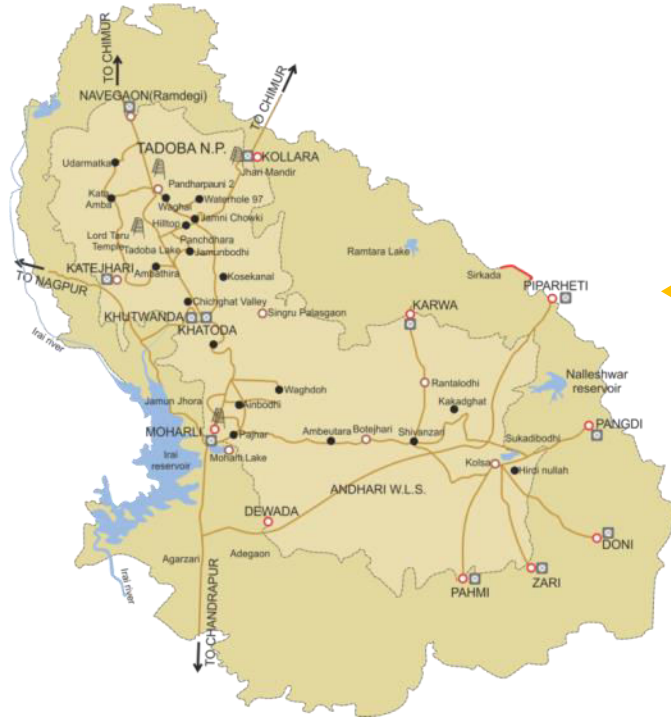 TO CHIMUR
NAVEGAON(Ramdegi)
TO CHIMUR
TADOBA N.P.
KOLLARA
Jhari Mandir
Udarmatka
Pandharpauni 2
Kata
Amba
Waghai
Waterhole 97
Jamni Chowki
Hilltop
Lord Taru
Temple
Panchdhara
Tadoba Lake
Jamunbodhi
Ramtara Lake
Ambathira
KATEJHARI
TO NAGPUR
Kosekanal
Sirkada
PIPARHETI
Chichghat Valley
KHUTWANDA
Singru Palasgaon
KARWA
KHATODA
Irai river
Nalleshwar
reservoir
Rantalodhi
Waghdoh
Jamun Jhora
Ainbodhi
Kakadghat
MOHARLI
Pajhar
Ambeutara
Botejhari
Shivanzari
Sukadibodhi
PANGDI
Irai
reservoir
Moharli Lake
Kolsa
Hirdi nullah
ANDHARI W.L.S.
DEWADA
DONI
Adegaon
Agarzari
Irai river
ZARI
PAHMI
TO CHANDRAPUR